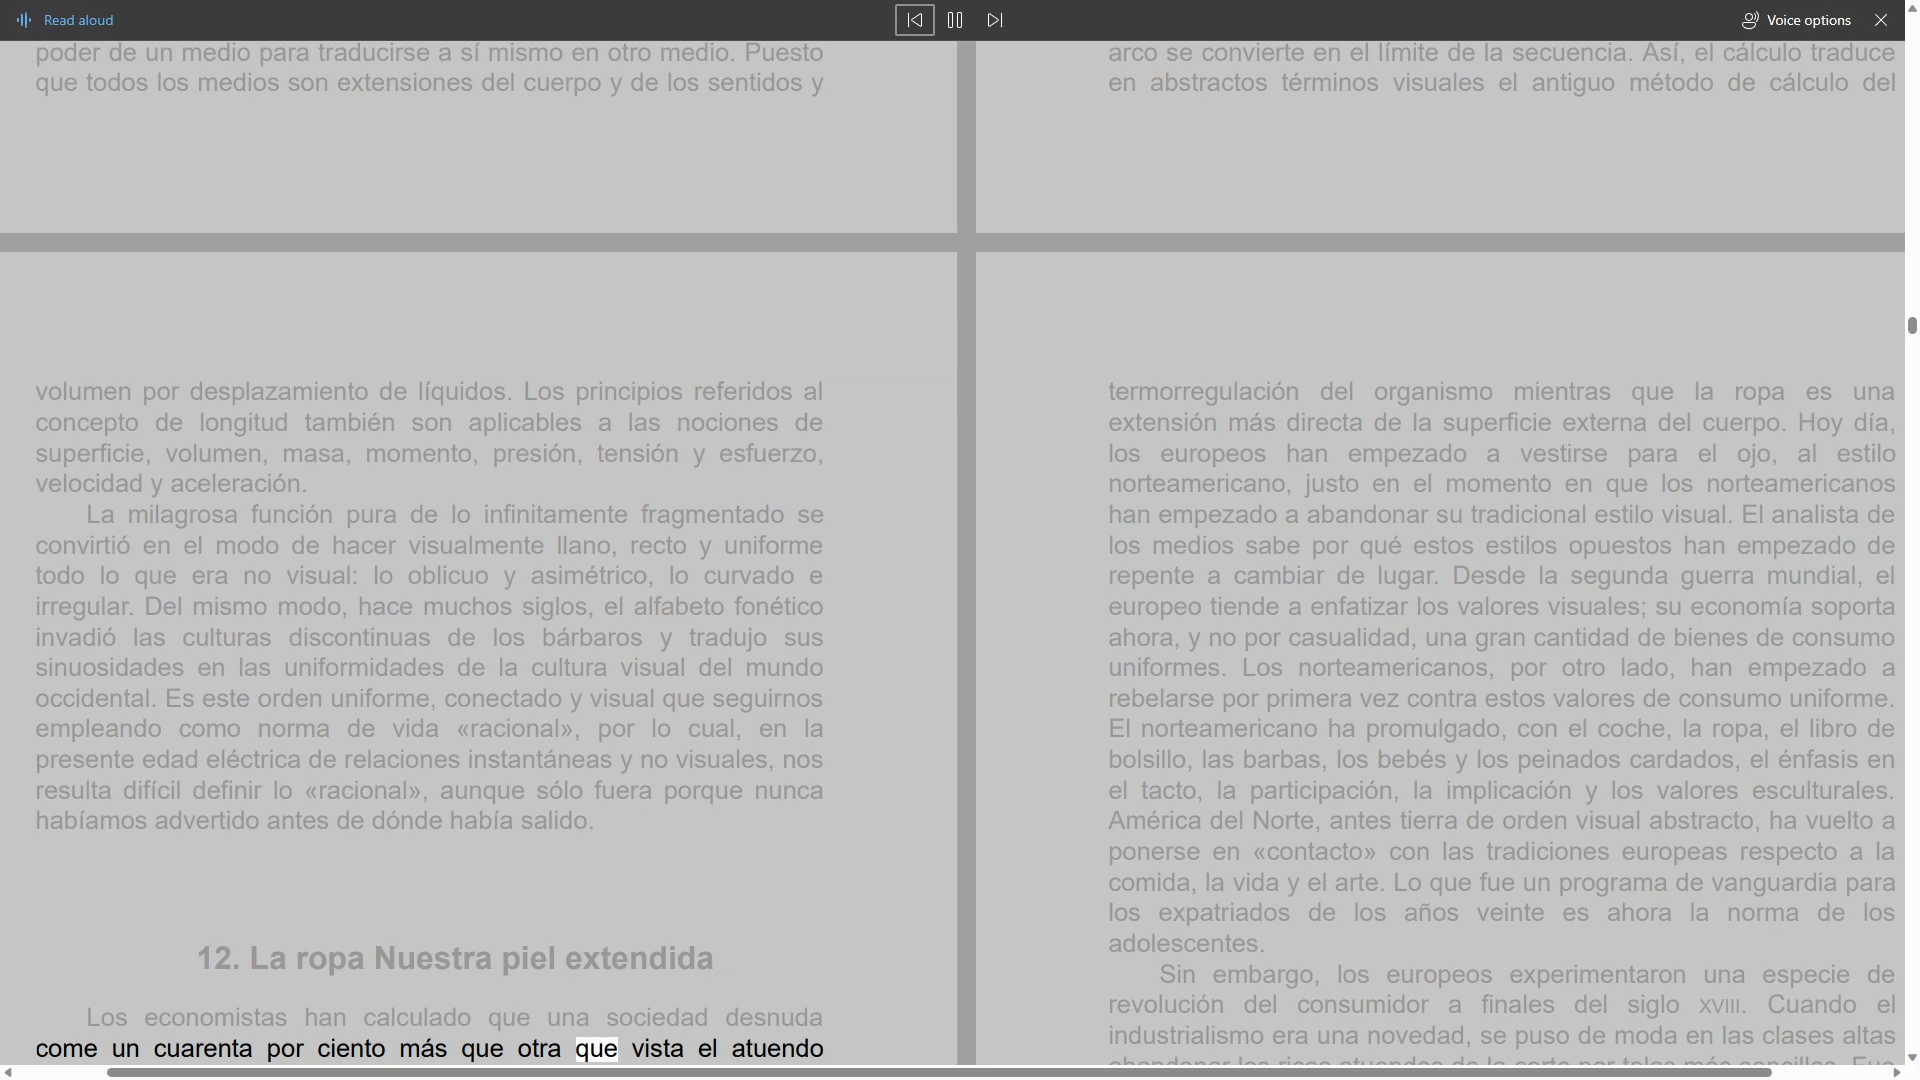 Read aloud
Voice options
poder de un medio para traducirse a sí mismo en otro medio. Puesto
que todos los medios son extensiones del cuerpo y de los sentidos y
arco se convierte en el límite de la secuencia. Así, el cálculo traduce
en abstractos términos visuales el antiguo método de cálculo del
volumen por desplazamiento de líquidos. Los principios referidos al
concepto de longitud también son aplicables a las nociones de
superficie, volumen, masa, momento, presión, tensión y esfuerzo,
velocidad y aceleración.
La milagrosa función pura de lo infinitamente fragmentado se
convirtió en el modo de hacer visualmente llano, recto y uniforme
todo lo que era no visual: lo oblicuo y asimétrico, lo curvado e
irregular. Del mismo modo, hace muchos siglos, el alfabeto fonético
invadió las culturas discontinuas de los bárbaros y tradujo sus
sinuosidades en las uniformidades de la cultura visual del mundo
occidental. Es este orden uniforme, conectado y visual que seguirnos
empleando como norma de vida «racional», por lo cual, en la
presente edad eléctrica de relaciones instantáneas y no visuales, nos
resulta difícil definir lo «racional», aunque sólo fuera porque nunca
habíamos advertido antes de dónde había salido.
12. La ropa Nuestra piel extendida
Los economistas han calculado que una sociedad desnuda
come un cuarenta por ciento más que otra que vista el atuendo
termorregulación del organismo mientras que la ropa es una
extensión más directa de la superficie externa del cuerpo. Hoy día,
los europeos han empezado a vestirse para el ojo, al estilo
norteamericano, justo en el momento en que los norteamericanos
han empezado a abandonar su tradicional estilo visual. El analista de
los medios sabe por qué estos estilos opuestos han empezado de
repente a cambiar de lugar. Desde la segunda guerra mundial, el
europeo tiende a enfatizar los valores visuales; su economía soporta
ahora, y no por casualidad, una gran cantidad de bienes de consumo
uniformes. Los norteamericanos, por otro lado, han empezado a
rebelarse por primera vez contra estos valores de consumo uniforme.
El norteamericano ha promulgado, con el coche, la ropa, el libro de
bolsillo, las barbas, los bebés y los peinados cardados, el énfasis en
el tacto, la participación, la implicación y los valores esculturales.
América del Norte, antes tierra de orden visual abstracto, ha vuelto a
ponerse en «contacto» con las tradiciones europeas respecto a la
comida, la vida y el arte. Lo que fue un programa de vanguardia para
los expatriados de los años veinte es ahora la norma de los
adolescentes.
Sin embargo, los europeos experimentaron una especie de
revolución del consumidor a finales del siglo XVIII. Cuando el
industrialismo era una novedad, se puso de moda en las clases altas
abandonar los ricos atuendos de la corte por telas más sencillas. Fue